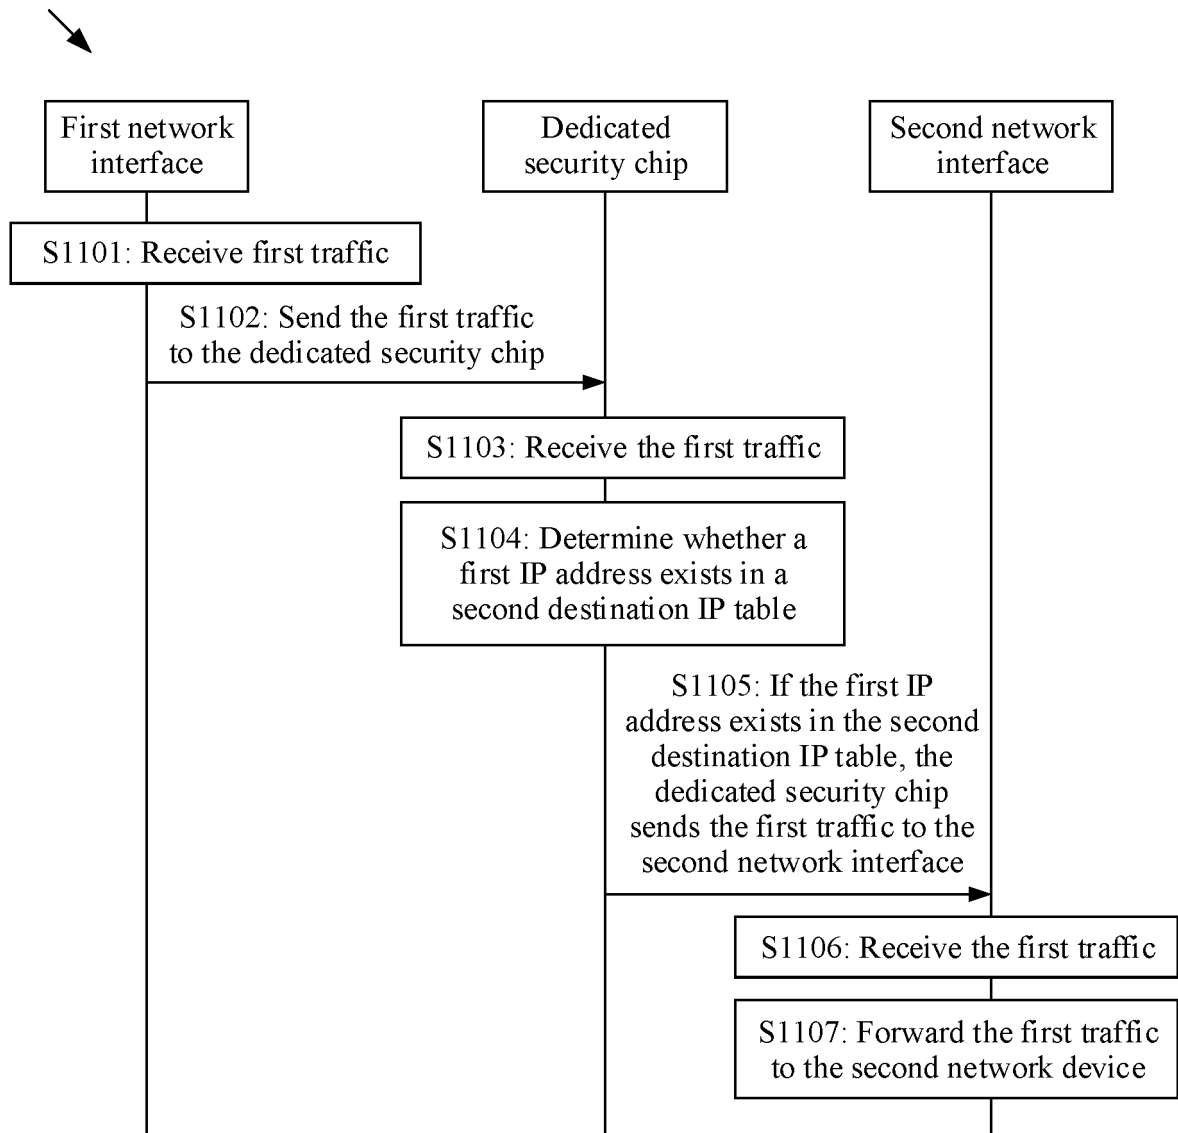 First network
interface
Dedicated
security chip
Second network
interface
S1101: Receive first traffic
S1102: Send the first traffic
to the dedicated security chip
S1103: Receive the first traffic
S1104: Determine whether a
first IP address exists in a
second destination IP table
S1105: If the first IP
address exists in the second
destination IP table, the
dedicated security chip
sends the first traffic to the
second network interface
S1106: Receive the first traffic
S1107: Forward the first traffic
to the second network device